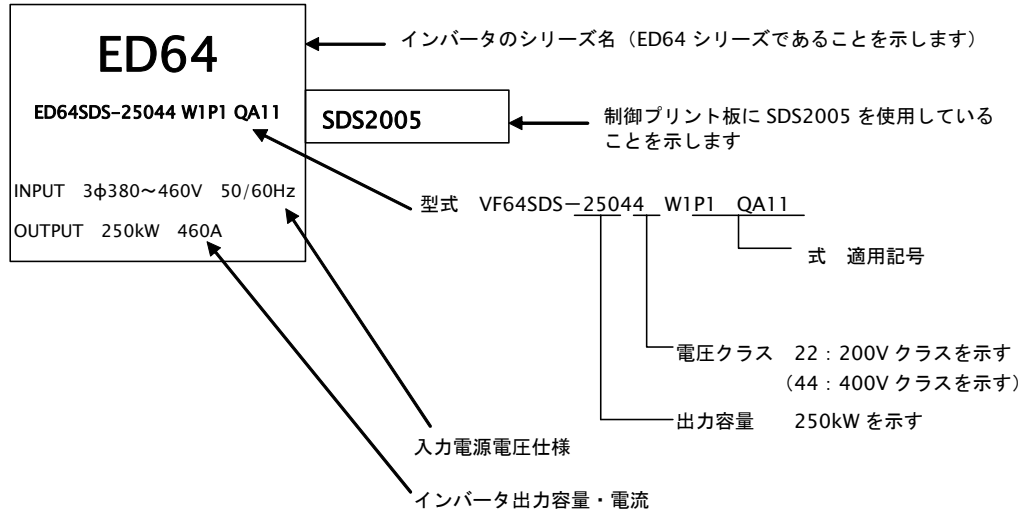 ED64
インバータのシリーズ名（ED64 シリーズであることを示します）
ED64SDS-25044 W1P1 QA11
SDS2005
制御プリント板に SDS2005 を使用している
ことを示します
INPUT 3φ380～460V 50/60Hz
OUTPUT 250kW 460A
型式 VF64SDS－25044 W1P1 QA11
式 適用記号
電圧クラス 22：200V クラスを示す
（44：400V クラスを示す）
出力容量 250kW を示す
入力電源電圧仕様
インバータ出力容量・電流